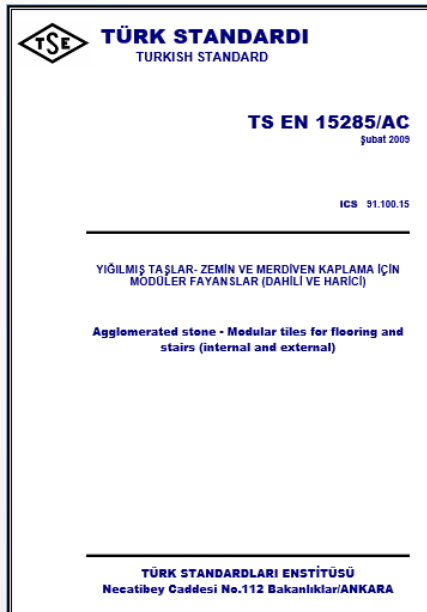 TSE
TÜRK STANDARDI
TURKISH STANDARD
TS EN 15285/AC
Şubat 2009
ICS 91.100.15
YIĞILMIŞ TAŞLAR- ZEMİN VE MERDİVEN KAPLAMA İÇİN
MODÜLER FAYANSLAR (DAHİLİ VE HARİCİ)
Agglomerated stone - Modular tiles for flooring and
stairs (internal and external)
TÜRK STANDARDLARI ENSTİTÜSÜ
Necatibey Caddesi No.112 Bakanlıklar/ANKARA